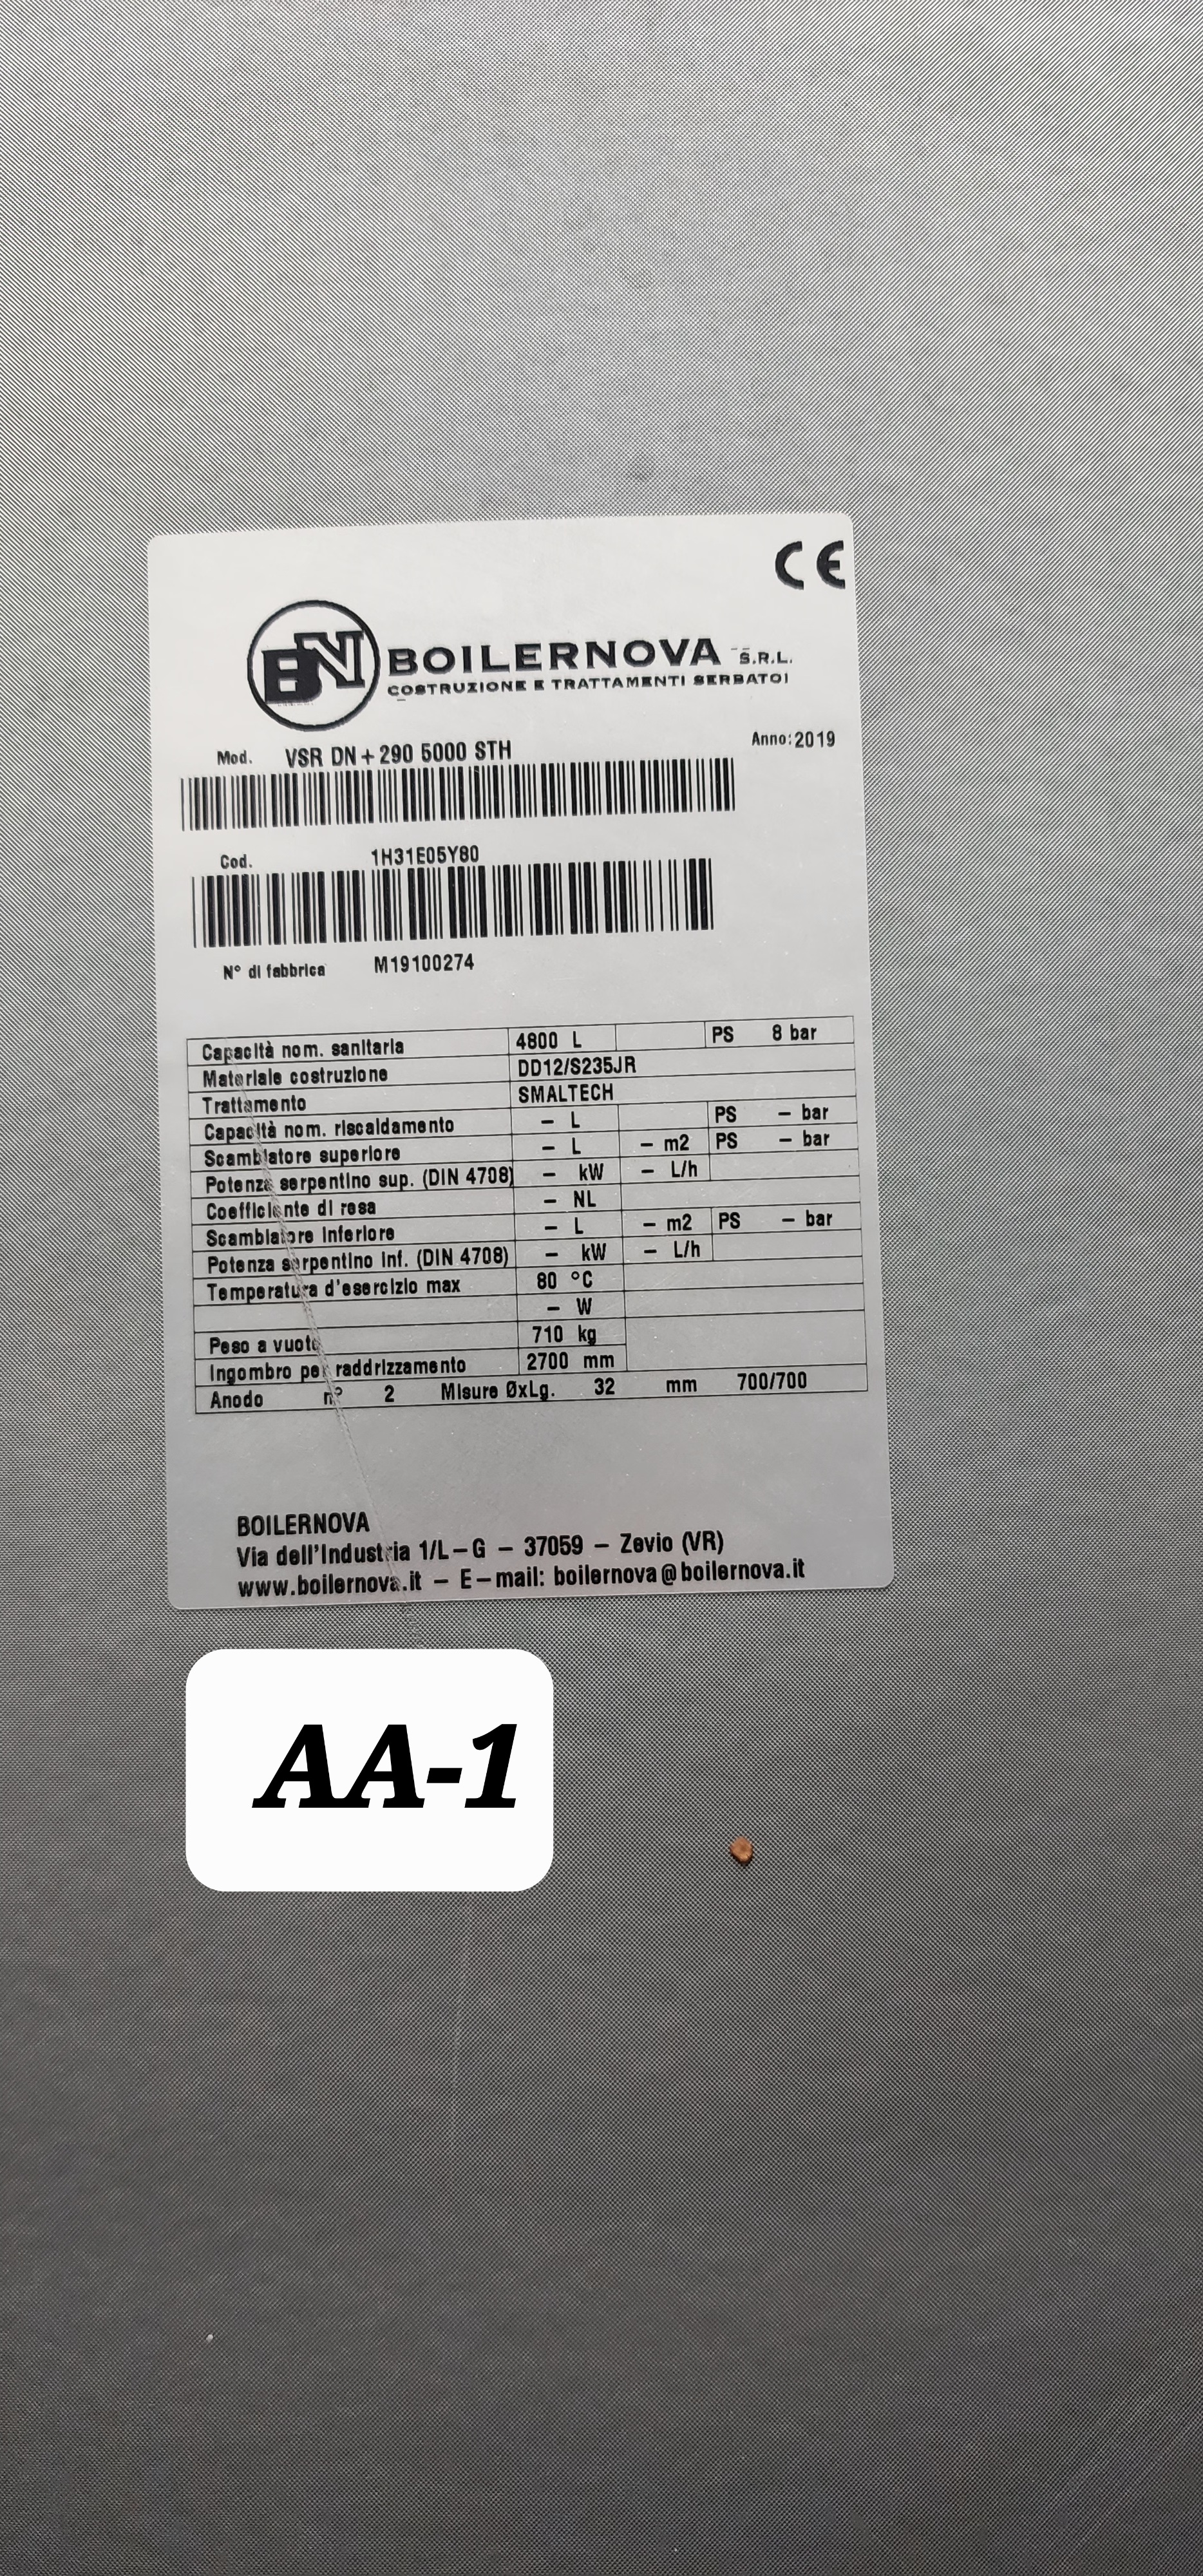 CE
BN BOILERNOVA S.R.L.
COSTRUZIONE E TRATTAMENTI SERBATOI
Mod. VSR DN+290 5000 STH Anno:2019
Cod. 1H31E05Y80
N° di fabbrica M19100274
Capacità nom. sanitaria 4800 L PS 8 bar
Materiale costruzione DD12/S235JR
Trattamento SMALTECH
Capacità nom. riscaldamento – L PS – bar
Scambiatore superiore – L – m2 PS – bar
Potenza serpentino sup. (DIN 4708) – kW – L/h
Coefficiente di resa – NL
Scambiatore inferiore – L – m2 PS – bar
Potenza serpentino inf. (DIN 4708) – kW – L/h
Temperatura d'esercizio max 80 °C
– W
Peso a vuoto 710 kg
Ingombro per raddrizzamento 2700 mm
Anodo n° 2 Misure ØxLg. 32 mm 700/700
BOILERNOVA
Via dell'Industria 1/L–G – 37059 – Zevio (VR)
www.boilernova.it – E–mail: boilernova@boilernova.it
AA-1